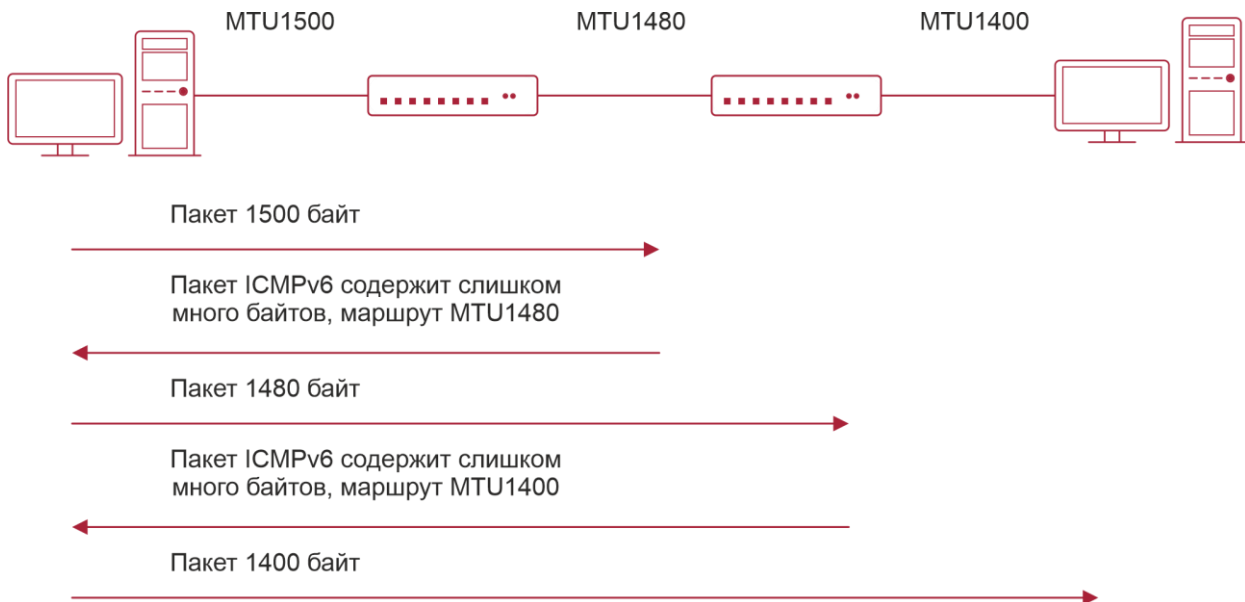 MTU1500
MTU1480
MTU1400
Пакет 1500 байт
Пакет ICMPv6 содержит слишком
много байтов, маршрут MTU1480
Пакет 1480 байт
Пакет ICMPv6 содержит слишком
много байтов, маршрут MTU1400
Пакет 1400 байт